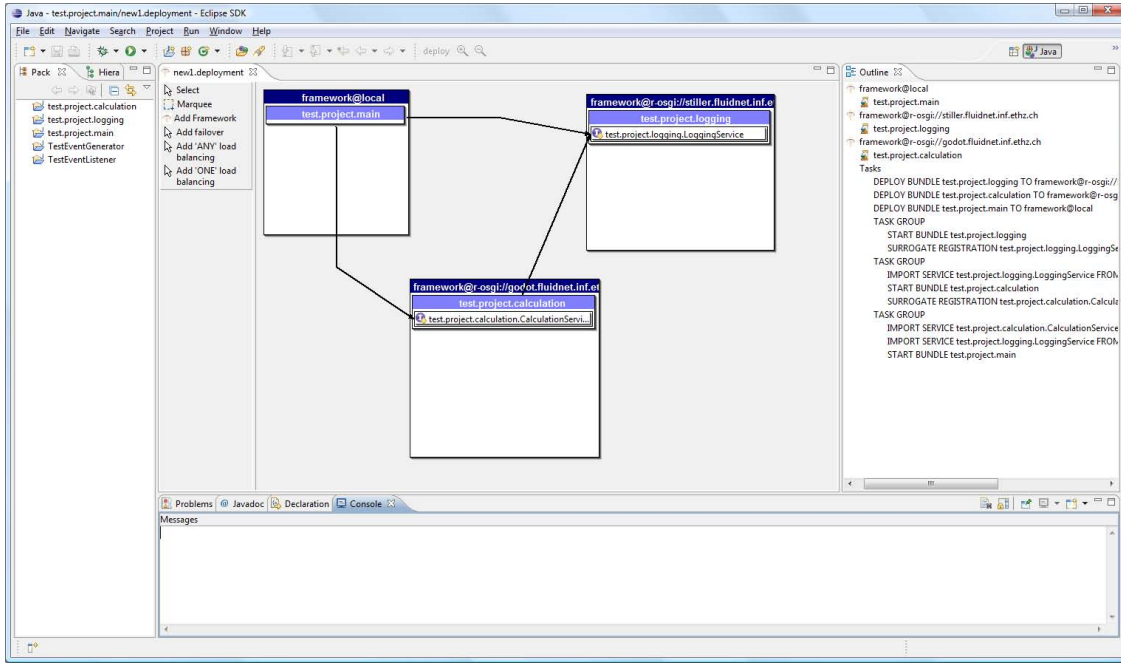 Java - test.project.main/new1.deployment - Eclipse SDK
File Edit Navigate Search Project Run Window Help
deploy
Java
Pack
Hiera
test.project.calculation
test.project.logging
test.project.main
TestEventGenerator
TestEventListener
new1.deployment
Select
Marquee
Add Framework
Add failover
Add 'ANY' load
balancing
Add 'ONE' load
balancing
framework@local
test.project.main
framework@r-osgi://stiller.fluidnet.inf.et
test.project.logging
test.project.logging.LoggingService
framework@r-osgi://godot.fluidnet.inf.et
test.project.calculation
test.project.calculation.CalculationServi...
Outline
framework@local
test.project.main
framework@r-osgi://stiller.fluidnet.inf.ethz.ch
test.project.logging
framework@r-osgi://godot.fluidnet.inf.ethz.ch
test.project.calculation
Tasks
DEPLOY BUNDLE test.project.logging TO framework@r-osgi://
DEPLOY BUNDLE test.project.calculation TO framework@r-osg
DEPLOY BUNDLE test.project.main TO framework@local
TASK GROUP
START BUNDLE test.project.logging
SURROGATE REGISTRATION test.project.logging.LoggingSe
TASK GROUP
IMPORT SERVICE test.project.logging.LoggingService FROM
START BUNDLE test.project.calculation
SURROGATE REGISTRATION test.project.calculation.Calcula
TASK GROUP
IMPORT SERVICE test.project.calculation.CalculationService
IMPORT SERVICE test.project.logging.LoggingService FROM
START BUNDLE test.project.main
Problems @ Javadoc Declaration Console
Messages